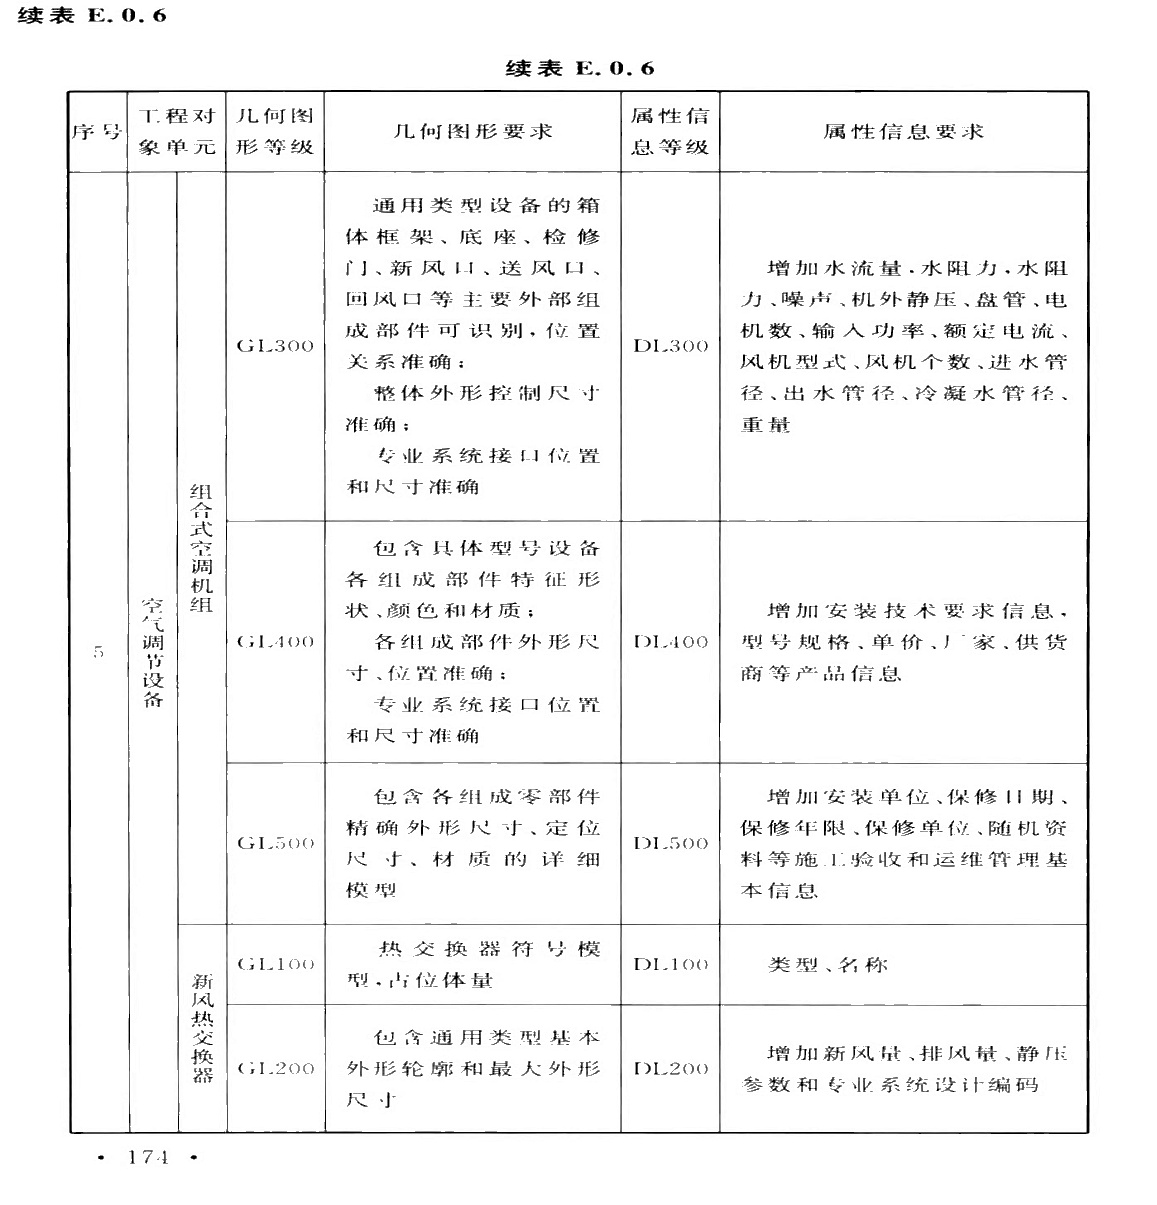 续表 E.0.6
续表 E.0.6
序号
工程对
象单元
几何图
形等级
几何图形要求
属性信
息等级
属性信息要求
5
空气调节设备
组合式空调机组
GL300
通用类型设备的箱
体框架、底座、检修
门、新风口、送风口、
回风口等主要外部组
成部件可识别，位置
关系准确；
整体外形控制尺寸
准确；
专业系统接口位置
和尺寸准确
DL300
增加水流量，水阻力，水阻
力、噪声、机外静压、盘管、电
机数、输入功率、额定电流、
风机型式、风机个数、进水管
径、出水管径、冷凝水管径、
重量
GL400
包含具体型号设备
各组成部件特征形
状、颜色和材质；
各组成部件外形尺
寸、位置准确；
专业系统接口位置
和尺寸准确
DL400
增加安装技术要求信息，
型号规格、单价、厂家、供货
商等产品信息
GL500
包含各组成零部件
精确外形尺寸、定位
尺寸、材质的详细
模型
DL500
增加安装单位、保修日期、
保修年限、保修单位、随机资
料等施工验收和运维管理基
本信息
新风热交换器
GL100
热交换器符号模
型，占位体量
DL100
类型、名称
GL200
包含通用类型基本
外形轮廓和最大外形
尺寸
DL200
增加新风量、排风量、静压
参数和专业系统设计编码
· 174 ·